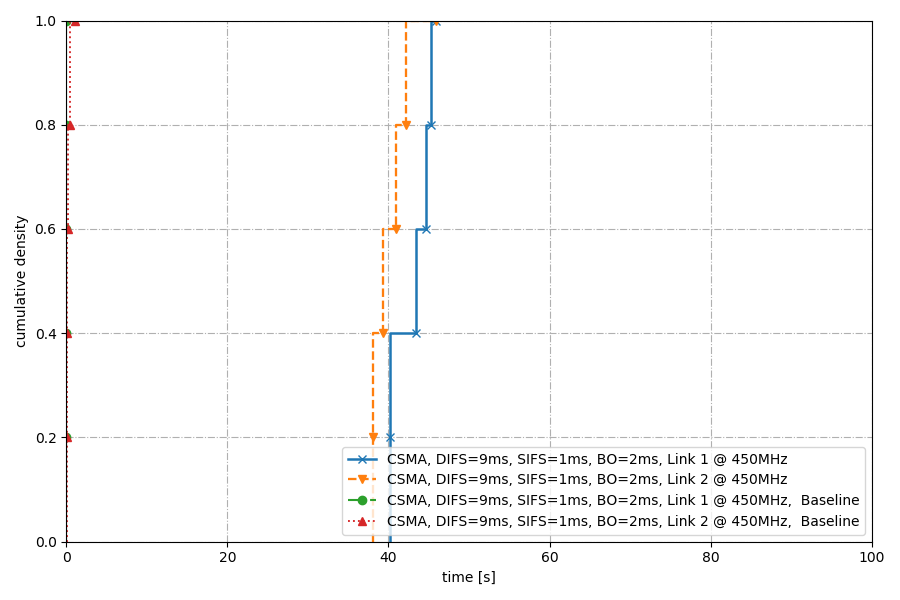 1.0
0.8
0.6
0.4
0.2
0.0
cumulative density
0 20 40 60 80 100
time [s]
CSMA, DIFS=9ms, SIFS=1ms, BO=2ms, Link 1 @ 450MHz
CSMA, DIFS=9ms, SIFS=1ms, BO=2ms, Link 2 @ 450MHz
CSMA, DIFS=9ms, SIFS=1ms, BO=2ms, Link 1 @ 450MHz,  Baseline
CSMA, DIFS=9ms, SIFS=1ms, BO=2ms, Link 2 @ 450MHz,  Baseline